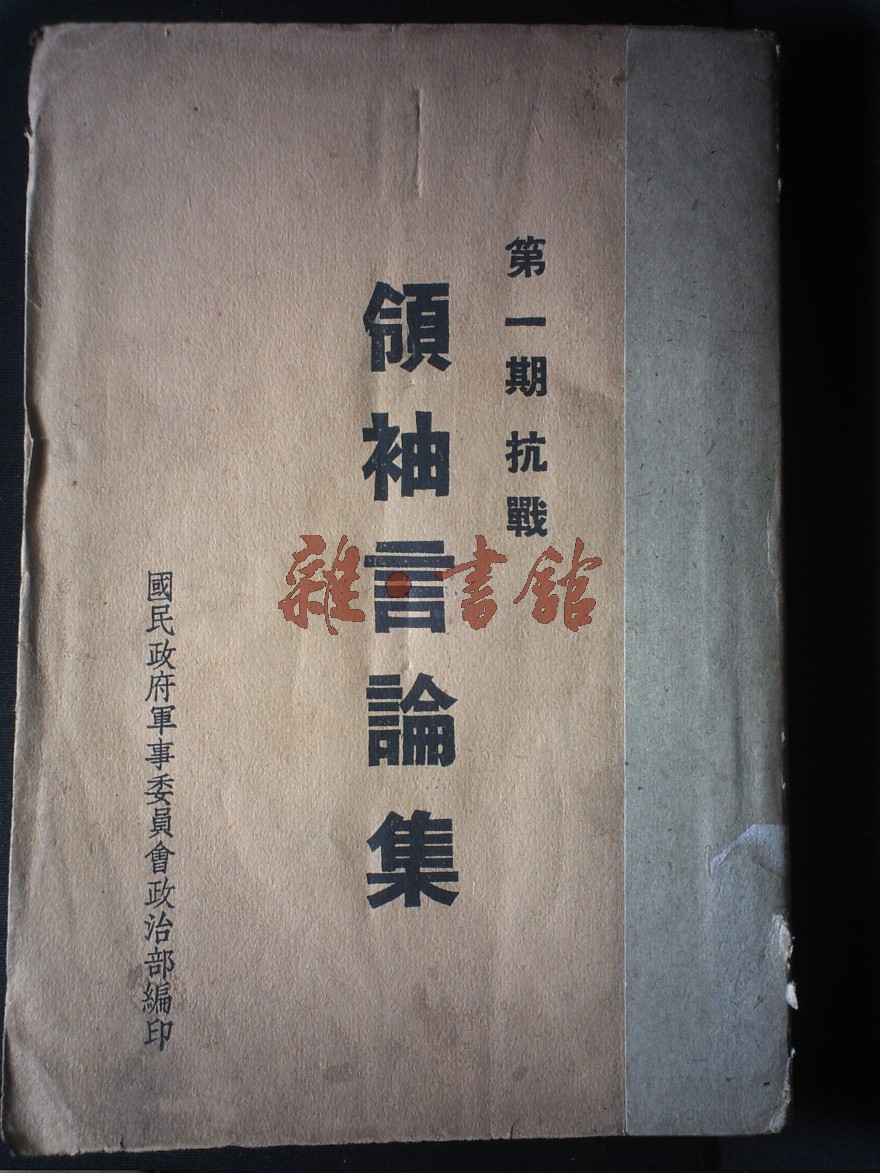 第一期抗戰
領袖言論集
國民政府軍事委員會政治部編印
雜·書館